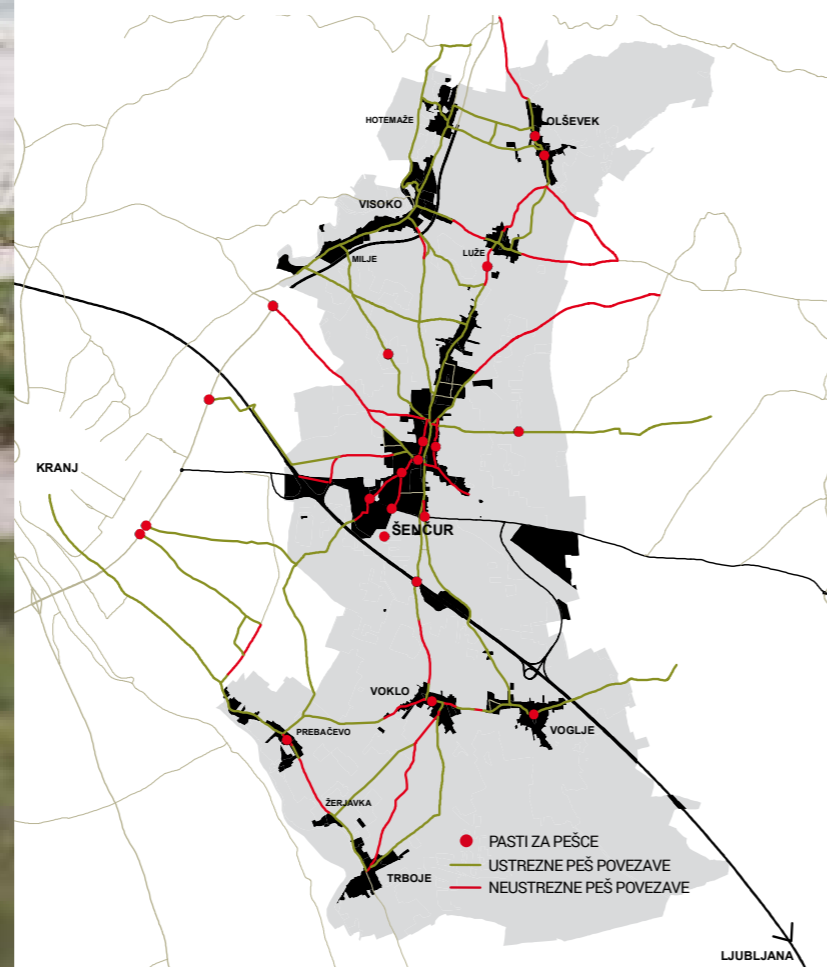 HOTEMAŽE
OLŠEVEK
VISOKO
LUŽE
MILJE
KRANJ
ŠENČUR
VOKLO
VOGLJE
PREBAČEVO
ŽERJAVKA
TRBOJE
PASTI ZA PEŠCE
USTREZNE PEŠ POVEZAVE
NEUSTREZNE PEŠ POVEZAVE
LJUBLJANA